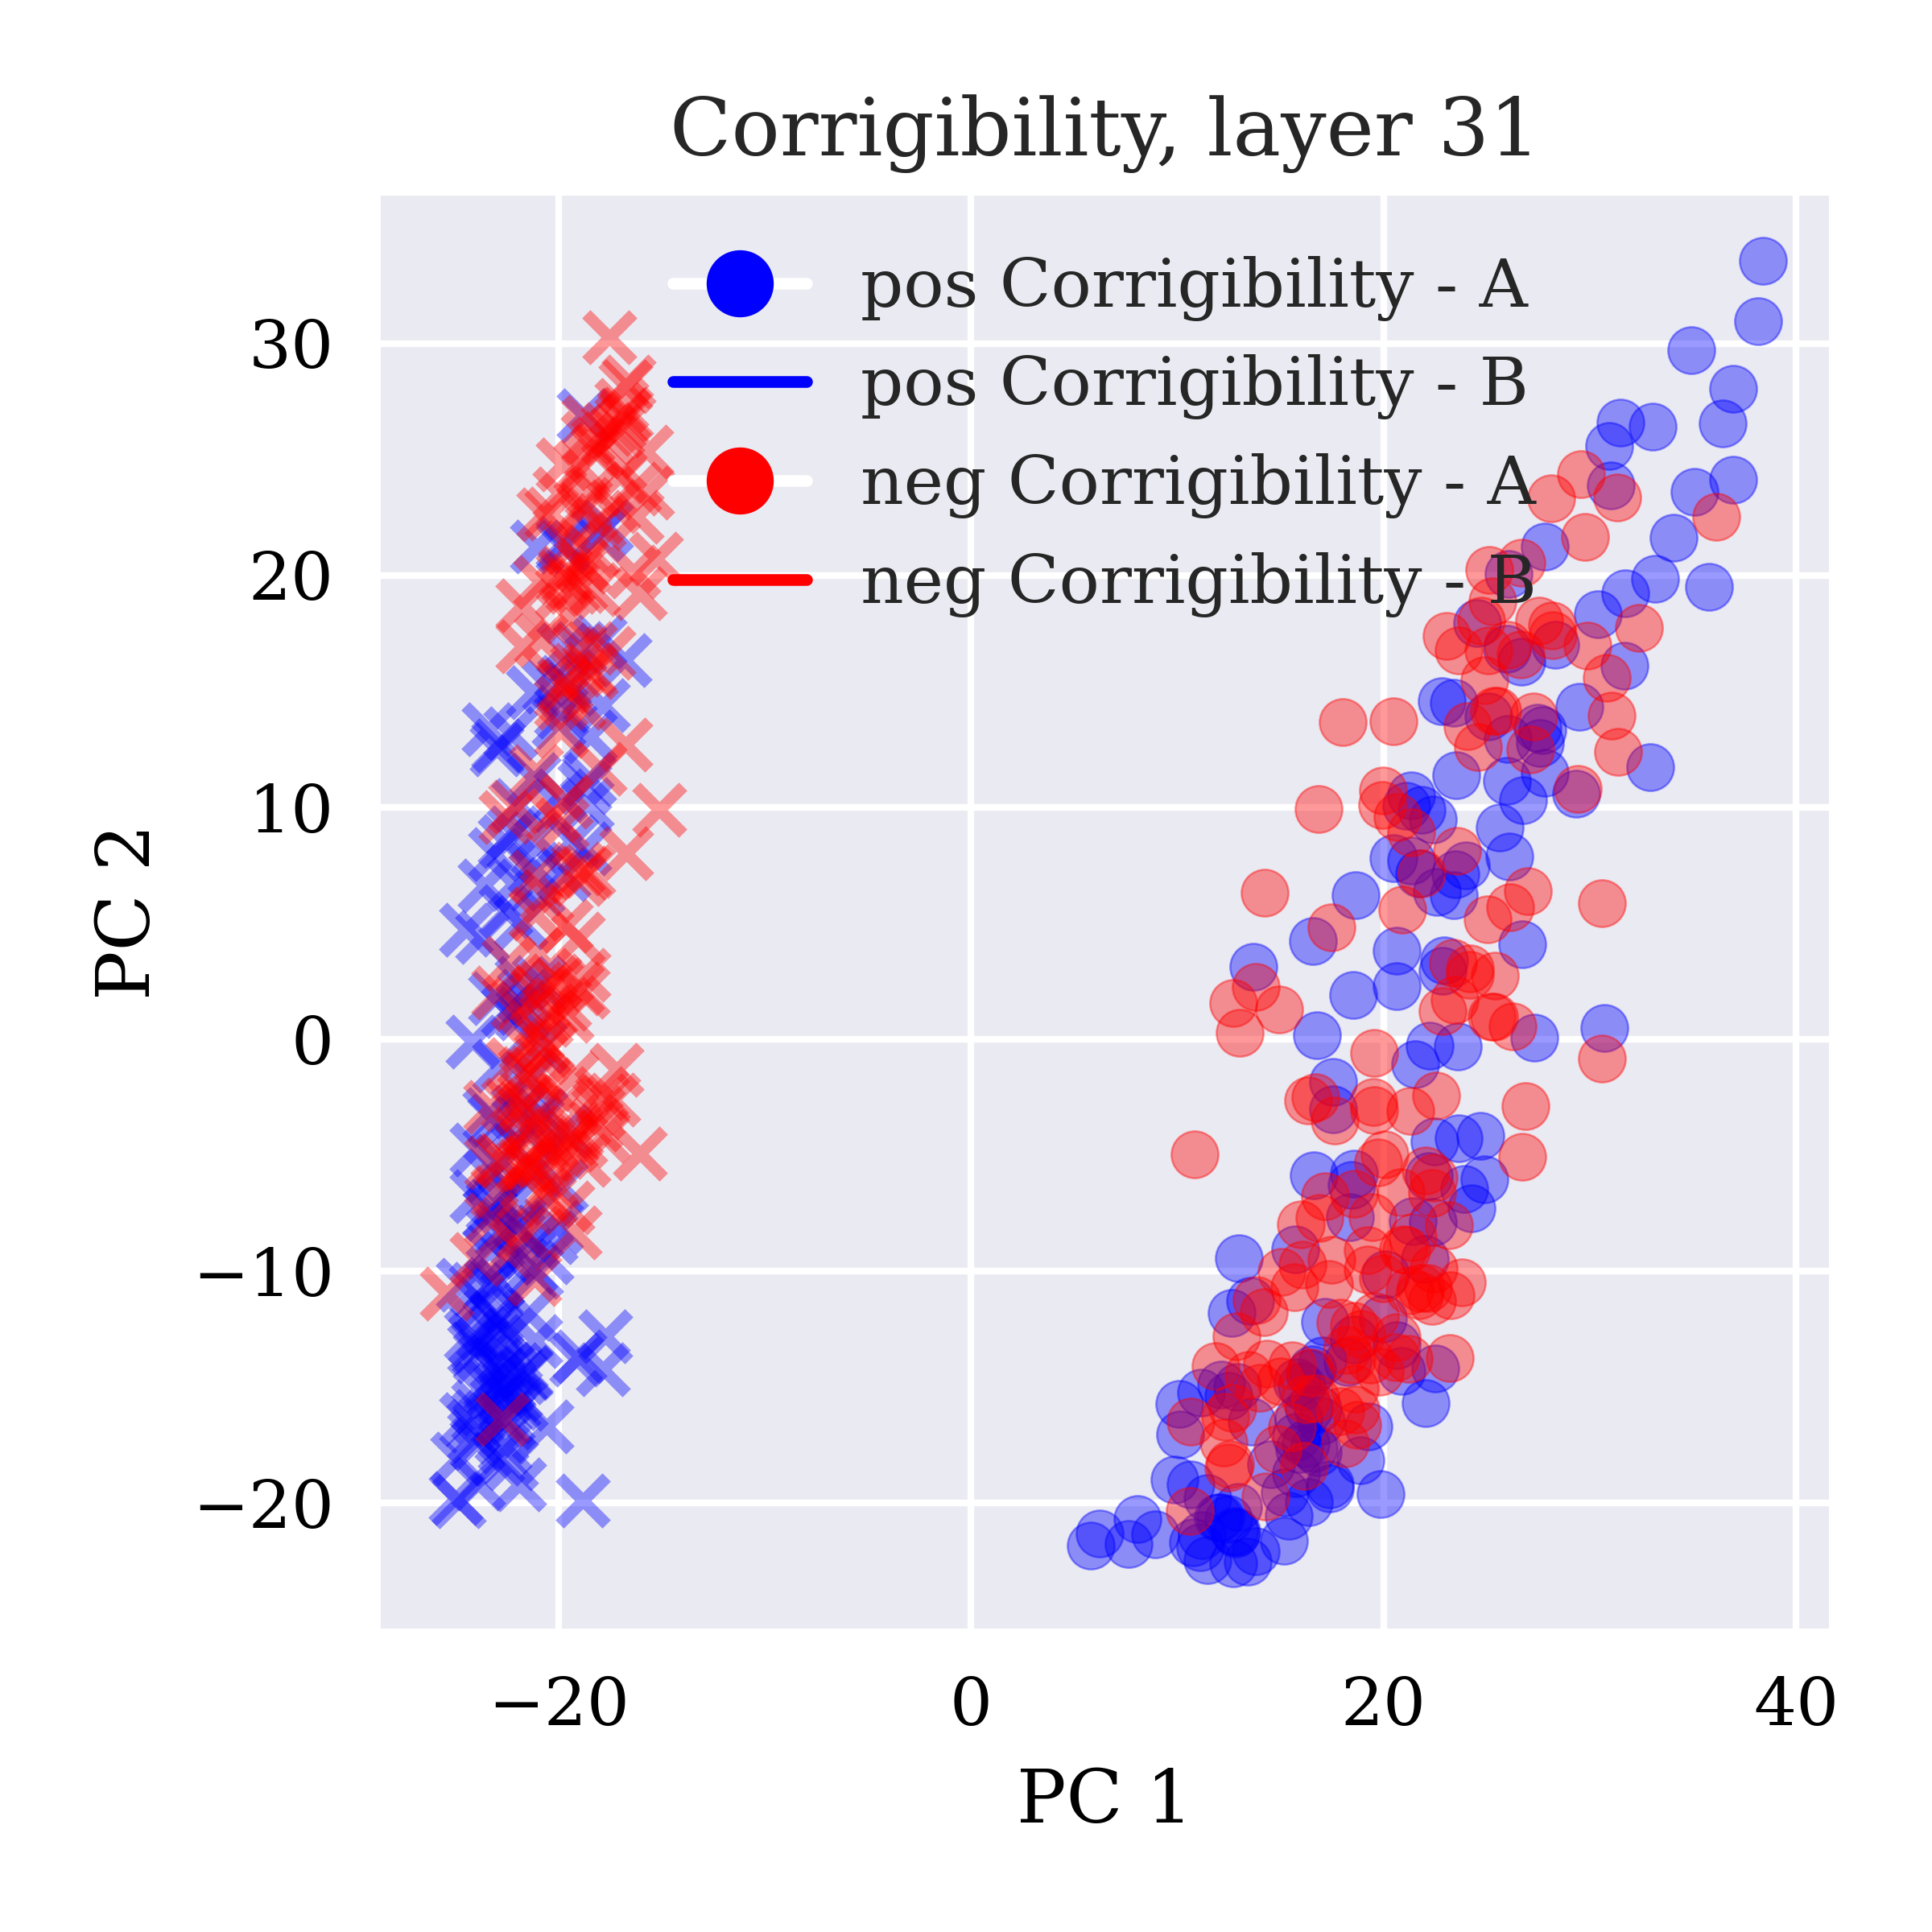 Corrigibility, layer 31
pos Corrigibility - A
pos Corrigibility - B
neg Corrigibility - A
neg Corrigibility - B
30
20
10
0
−10
−20
PC 2
−20 0 20 40
PC 1